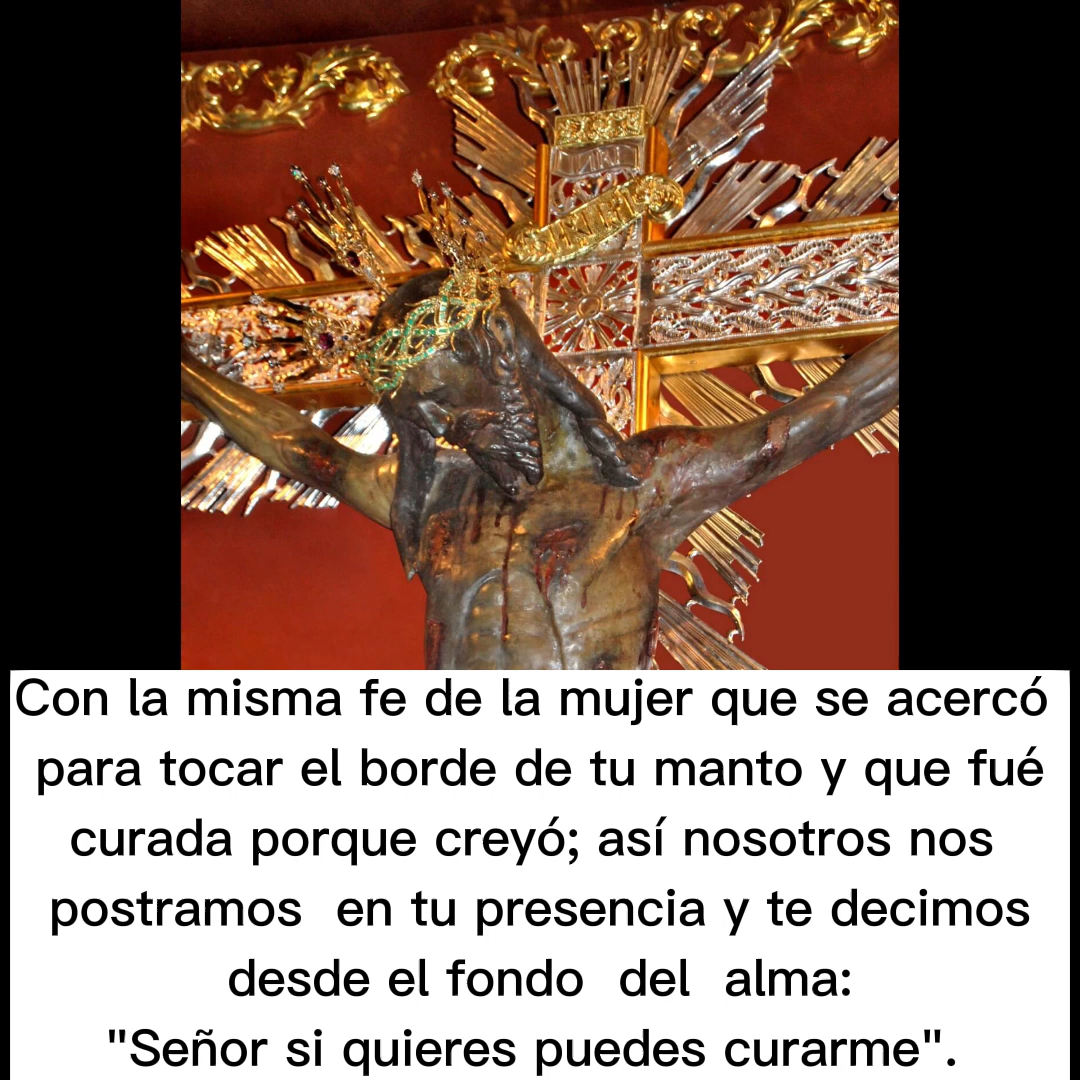 Con la misma fe de la mujer que se acercó
para tocar el borde de tu manto y que fué
curada porque creyó; así nosotros nos
postramos en tu presencia y te decimos
desde el fondo del alma:
"Señor si quieres puedes curarme".